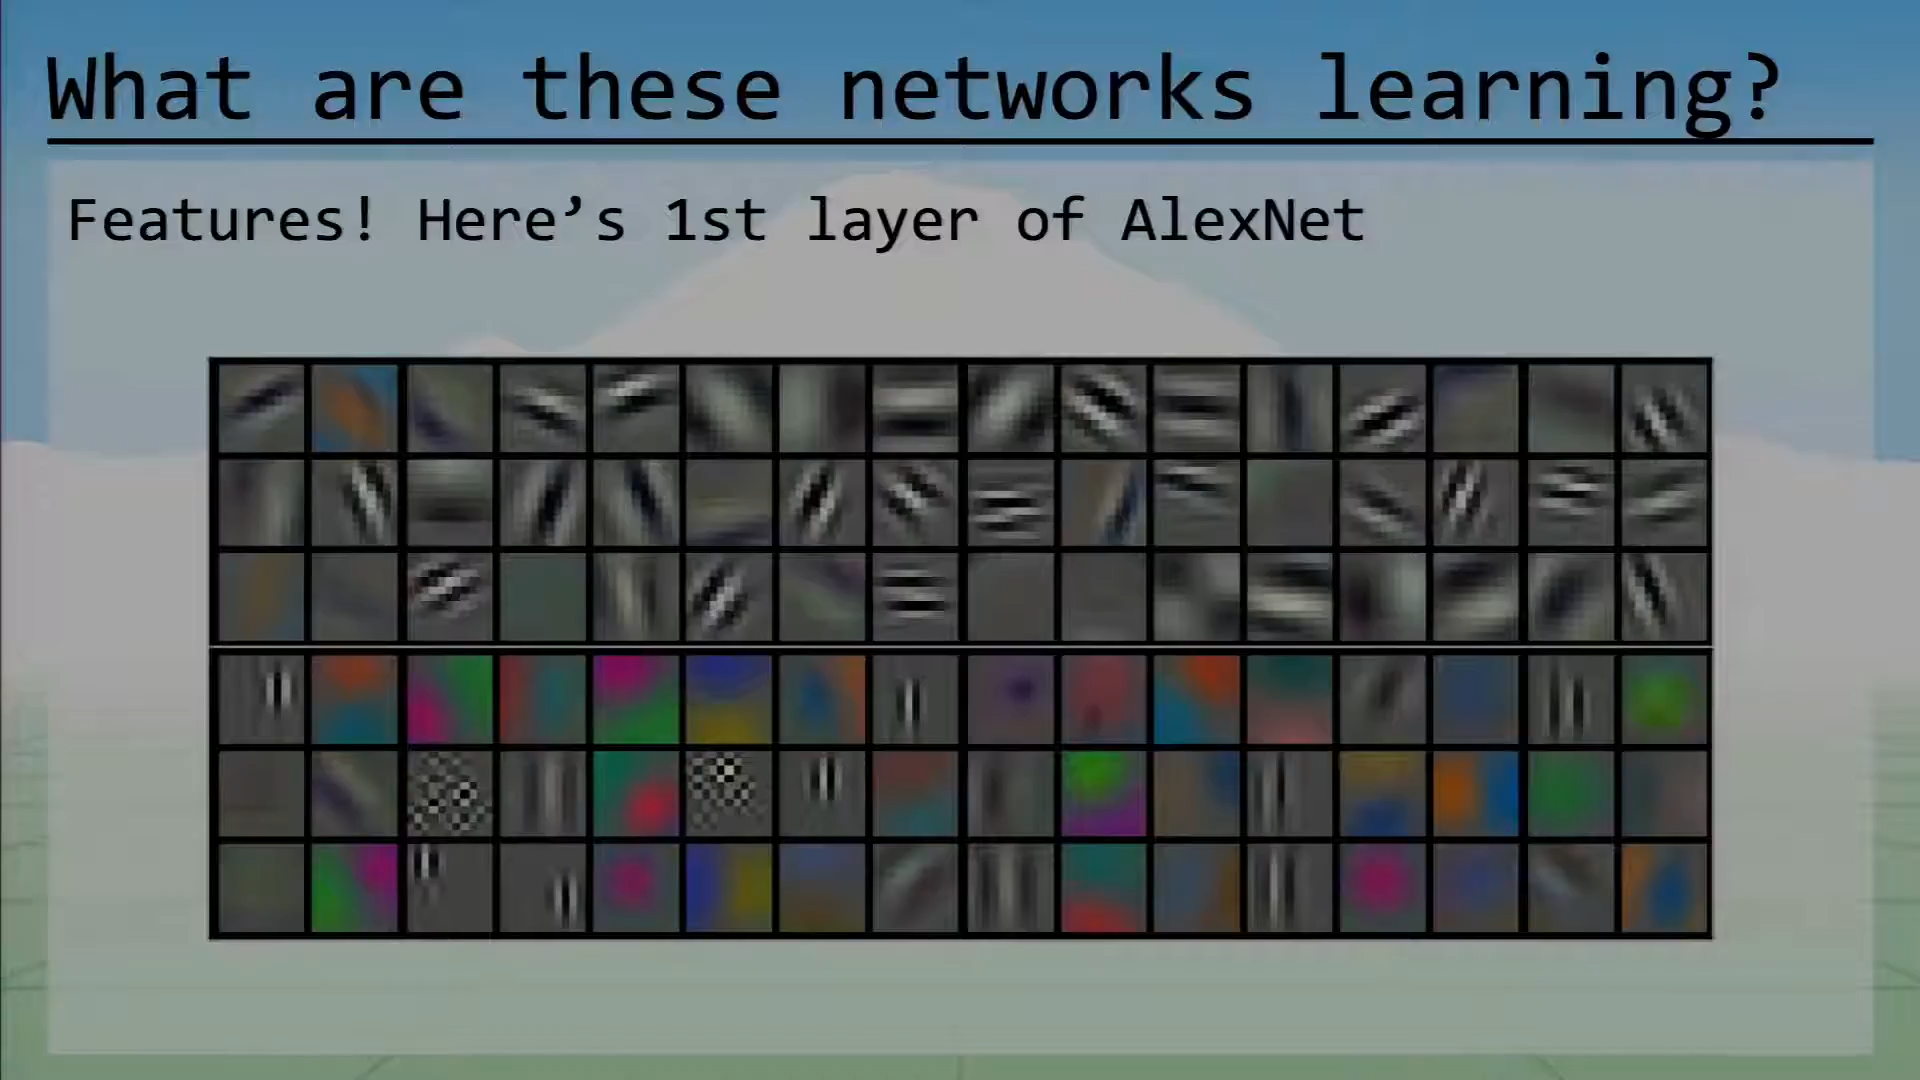 What are these networks learning?
Features! Here’s 1st layer of AlexNet